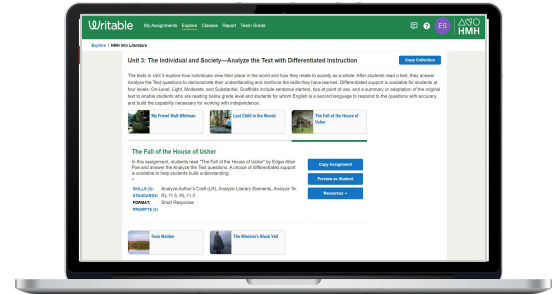 Writable
My Assignments Explore Classes Report Team Grade
ES
HMH
Explore / HMH Into Literature
Unit 3: The Individual and Society—Analyze the Text with Differentiated Instruction
Copy Collection
The texts in Unit 3 explore how individuals view their place in the world and how they relate to society as a whole. After students read a text, they answer
Analyze the Text questions to demonstrate their understanding and reinforce the skills they have learned. Differentiated support is available for students at
four levels: On-Level, Light, Moderate, and Substantial. Scaffolds include sentence starters, tips at point of use, and a summary or adaptation of the original
text to enable students who are reading below grade level and students for whom English is a second language to respond to the questions with accuracy
and build the capability necessary for working with independence.
My Friend Walt Whitman
Last Child in the Woods
The Fall of the House of
Usher
The Fall of the House of Usher
In this assignment, students read "The Fall of the House of Usher" by Edgar Allan
Poe and answer the Analyze the Text questions. A choice of differentiated support
is available to help students build understanding.
SKILLS (3): Analyze Author's Craft (LR), Analyze Literary Elements, Analyze Te.
STANDARDS: RL.11.5, RL.11.3
FORMAT: Short Response
PROMPTS (3)
Copy Assignment
Preview as Student
Resources
from Walden
The Minister's Black Veil